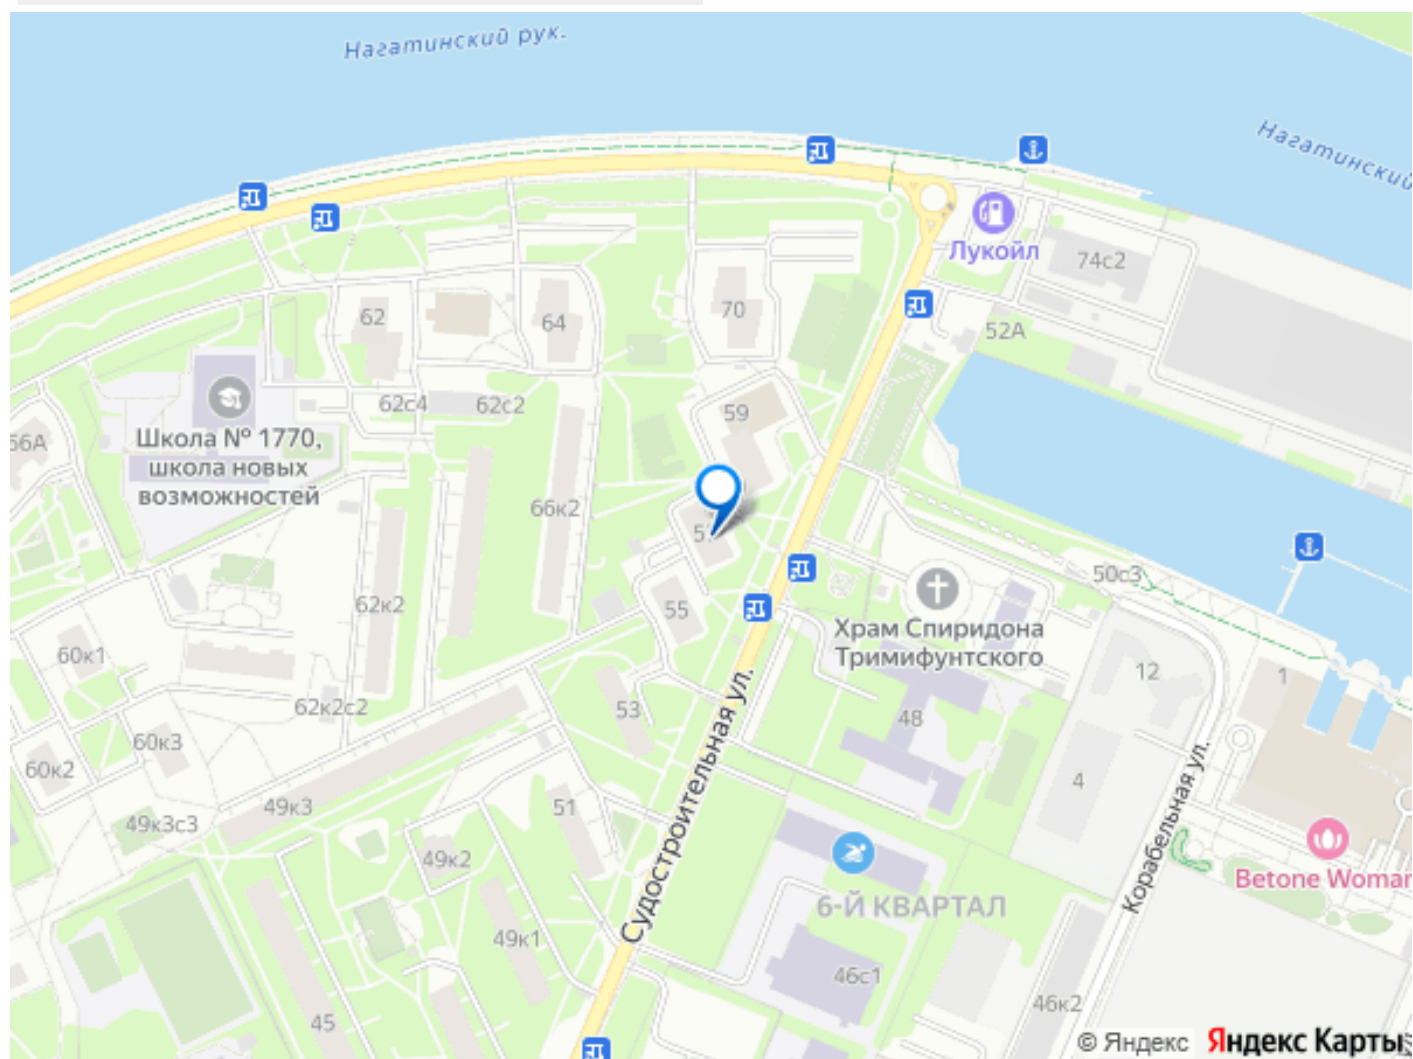 Нагатинский рук.
Нагатинский
Лукойл
74с2
52А
62
64
70
59
62с4
62с2
56А
Школа № 1770,
школа новых
возможностей
66к2
50с3
62к2
55
Храм Спиридона
Тримифунтского
60к1
12
1
62к2с2
53
48
60к3
60к2
4
49к3
51
49к3с3
49к2
Судостроительная ул.
Корабельная ул.
Betone Woman
6-Й КВАРТАЛ
49к1
46с1
46к2
45
© Яндекс
Яндекс Карты